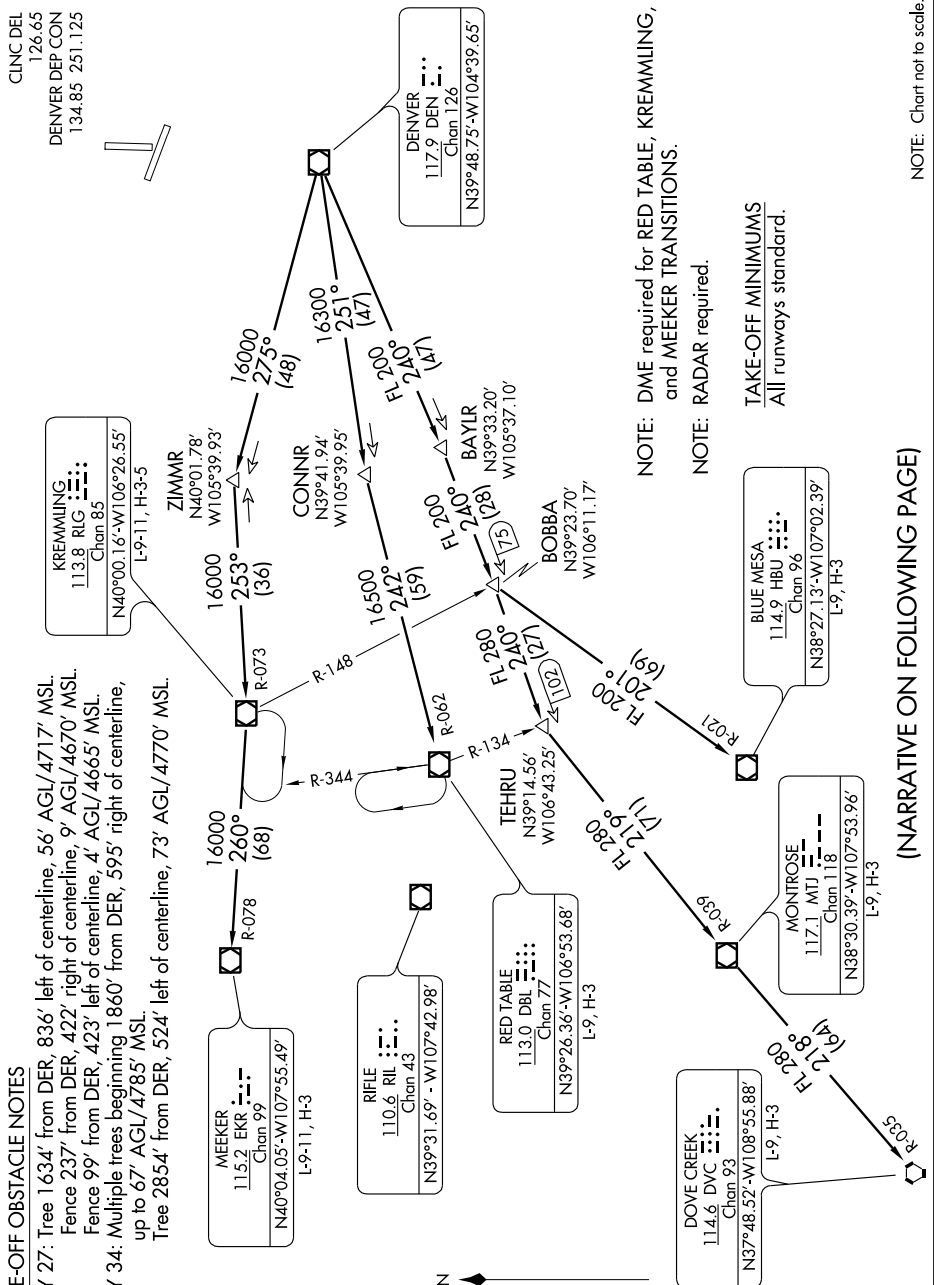 CLNC DEL
126.65
DENVER DEP CON
134.85 251.125
E-OFF OBSTACLE NOTES
Y 27: Tree 1634' from DER, 836' left of centerline, 56' AGL/4717' MSL.
Fence 237' from DER, 422' right of centerline, 9' AGL/4670' MSL.
Fence 99' from DER, 423' left of centerline, 4' AGL/4665' MSL.
Y 34: Multiple trees beginning 1860' from DER, 595' right of centerline,
up to 67' AGL/4785' MSL.
Tree 2854' from DER, 524' left of centerline, 73' AGL/4770' MSL.
KREMMLING
113.8 RLG
Chan 85
N40°00.16'-W106°26.55'
L-9-11, H-3-5
DENVER
117.9 DEN
Chan 126
N39°48.75'-W104°39.65'
ZIMMR
N40°01.78'
W105°39.93'
16000
275°
(48)
16000
253°
(36)
R-073
16000
260°
(68)
R-078
MEEKER
115.2 EKR
Chan 99
N40°04.05'-W107°55.49'
L-9-11, H-3
CONNR
N39°41.94'
W105°39.95'
16300
251°
(47)
16500
242°
(59)
R-062
R-148
R-344
R-134
FL 200
240°
(47)
BAYLR
N39°33.20'
W105°37.10'
FL 200
240°
(28)
75
BOBBA
N39°23.70'
W106°11.17'
FL 280
240°
(27)
102
TEHRU
N39°14.56'
W106°43.25'
FL 200
201°
(69)
R-021
FL 280
219°
(71)
R-039
FL 280
218°
(64)
R-035
RIFLE
110.6 RIL
Chan 43
N39°31.69' - W107°42.98'
RED TABLE
113.0 DBL
Chan 77
N39°26.36'-W106°53.68'
L-9, H-3
BLUE MESA
114.9 HBU
Chan 96
N38°27.13'-W107°02.39'
L-9, H-3
MONTROSE
117.1 MTJ
Chan 118
N38°30.39'-W107°53.96'
L-9, H-3
DOVE CREEK
114.6 DVC
Chan 93
N37°48.52'-W108°55.88'
L-9, H-3
N
NOTE: DME required for RED TABLE, KREMMLING,
and MEEKER TRANSITIONS.
NOTE: RADAR required.
TAKE-OFF MINIMUMS
All runways standard.
(NARRATIVE ON FOLLOWING PAGE)
NOTE: Chart not to scale.